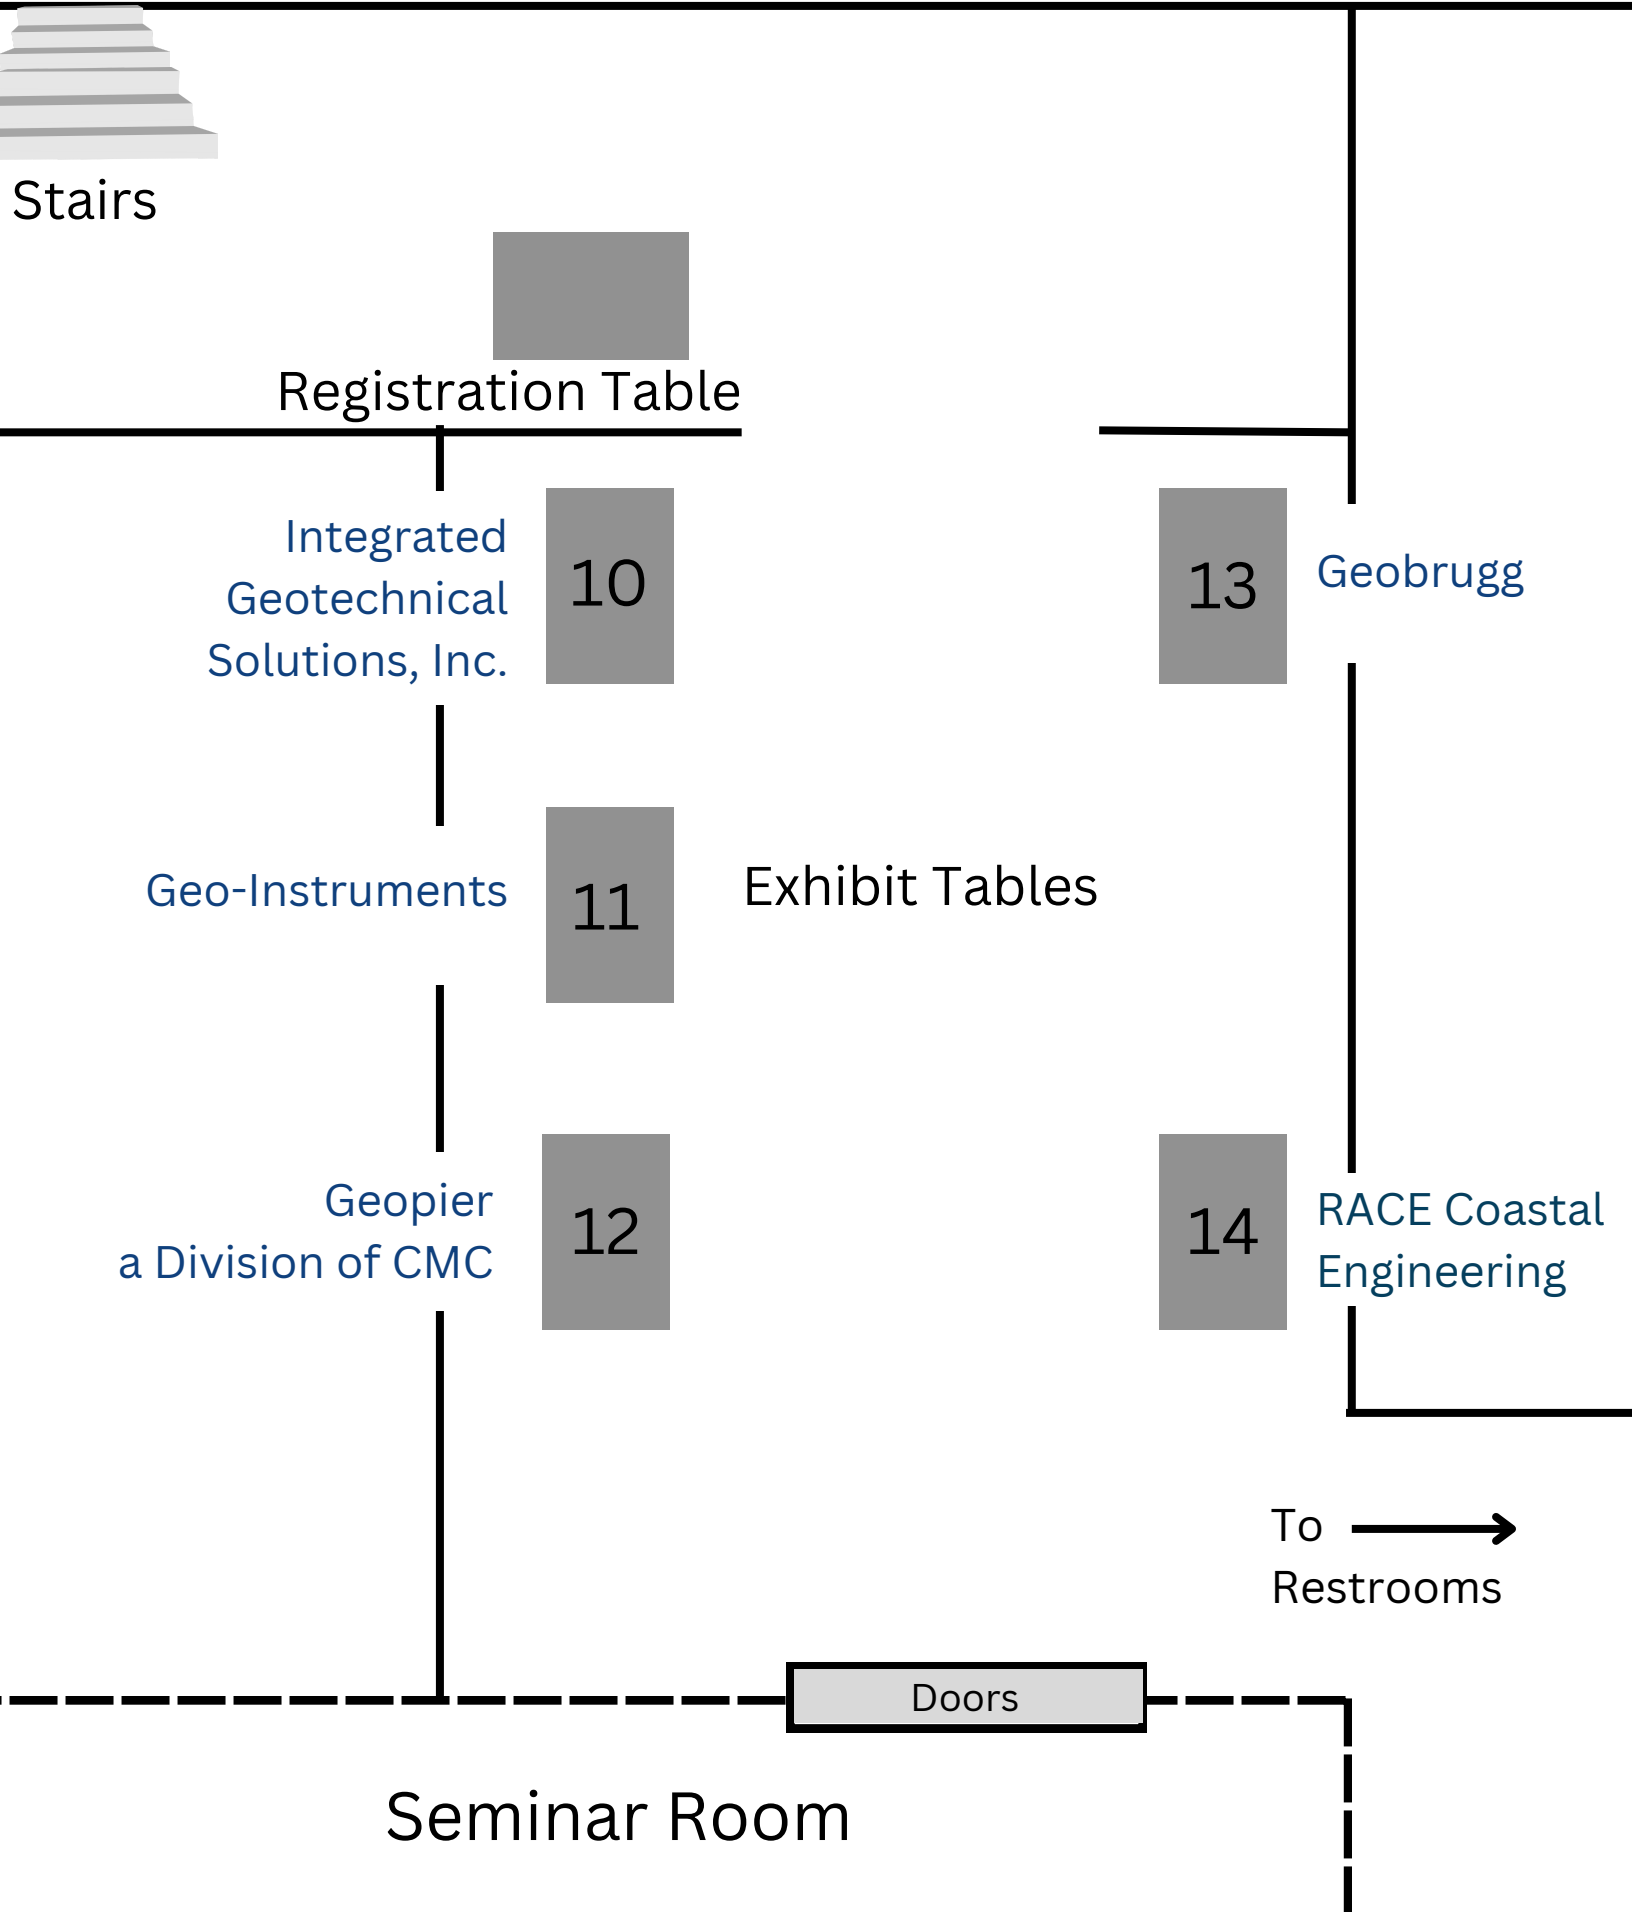 Stairs
Registration Table
Integrated
Geotechnical
Solutions, Inc.
10
13
Geobrugg
Geo-Instruments
11
Exhibit Tables
Geopier
a Division of CMC
12
14
RACE Coastal
Engineering
To
Restrooms
Doors
Seminar Room